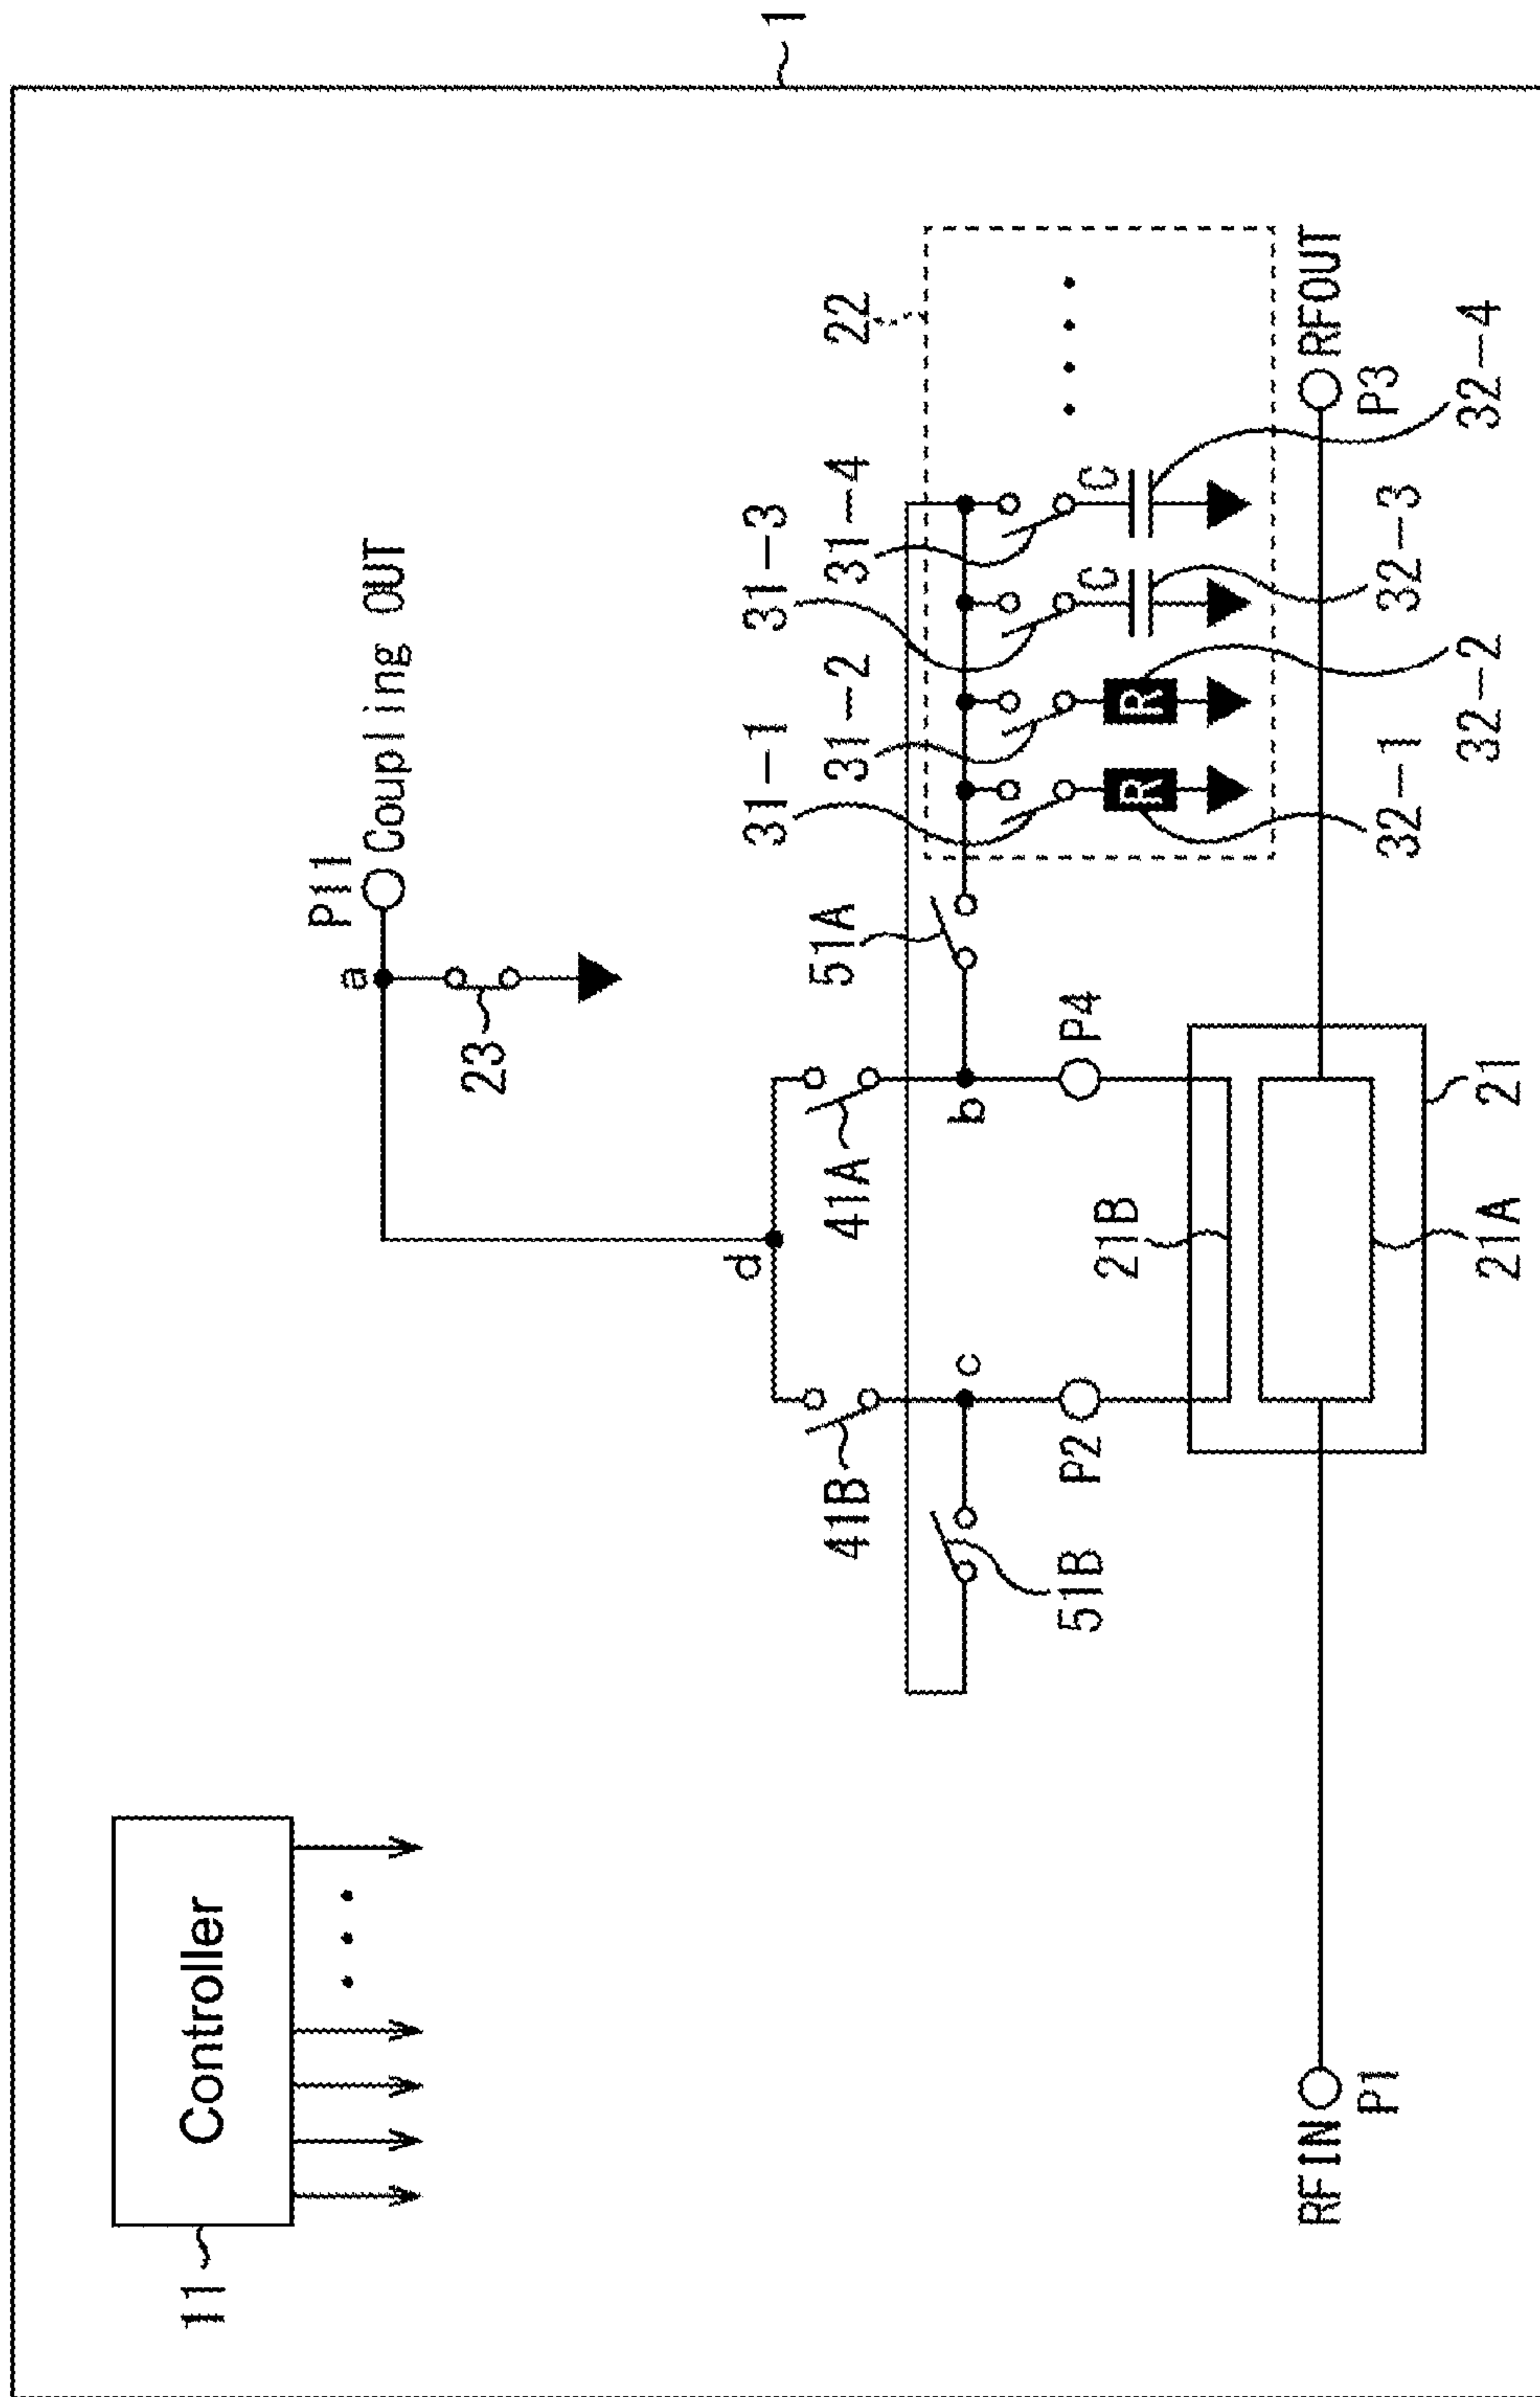 1
11
Controller
P11
Coupling OUT
a
23
d
41B
41A
51A
31-1
31-2
31-3
31-4
22
c
b
51B
P2
P4
C
C
R
R
21B
RFIN
P1
RFOUT
P3
32-1
32-2
32-3
32-4
21A
21